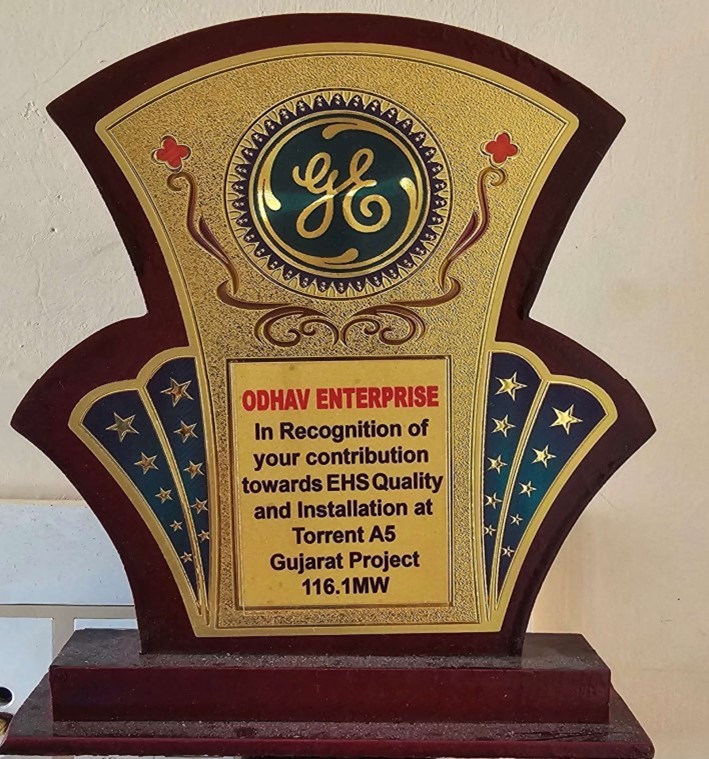 GE
ODHAV ENTERPRISE
In Recognition of
your contribution
towards EHS Quality
and Installation at
Torrent A5
Gujarat Project
116.1MW